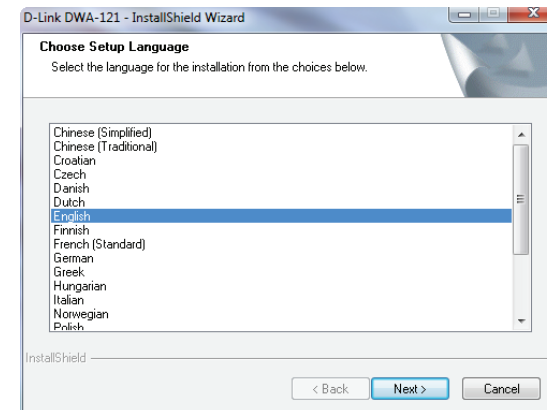 D-Link DWA-121 - InstallShield Wizard
Choose Setup Language
Select the language for the installation from the choices below.
Chinese (Simplified)
Chinese (Traditional)
Croatian
Czech
Danish
Dutch
English
Finnish
French (Standard)
German
Greek
Hungarian
Italian
Norwegian
Polish
InstallShield
< Back Next > Cancel